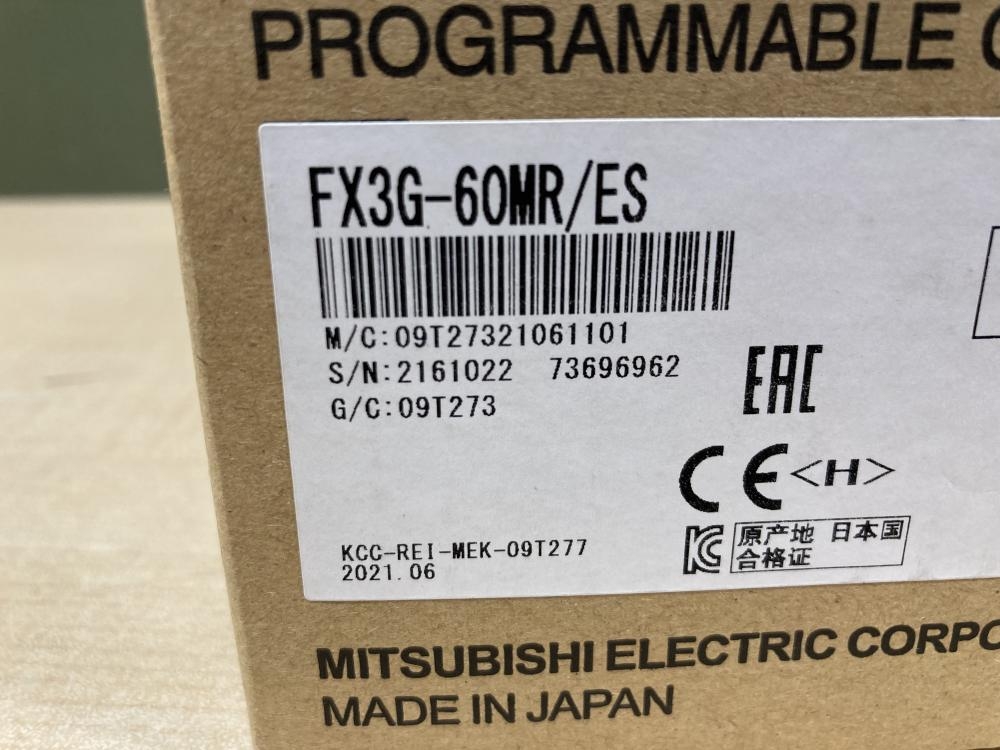 PROGRAMMABLE
FX3G-60MR/ES
M/C:09T27321061101
S/N:2161022 73696962
G/C:09T273
EAC
CE <H>
KCC-REI-MEK-09T277
2021.06
KC
原产地 日本国
合格证
MITSUBISHI ELECTRIC CORPO
MADE IN JAPAN